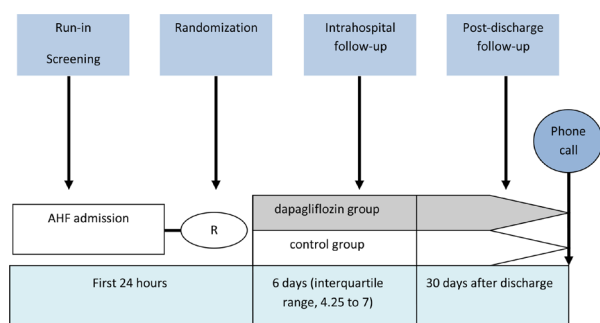 Run-in
Screening
Randomization
Intrahospital
follow-up
Post-discharge
follow-up
Phone
call
AHF admission
R
dapagliflozin group
control group
First 24 hours
6 days (interquartile
range, 4.25 to 7)
30 days after discharge